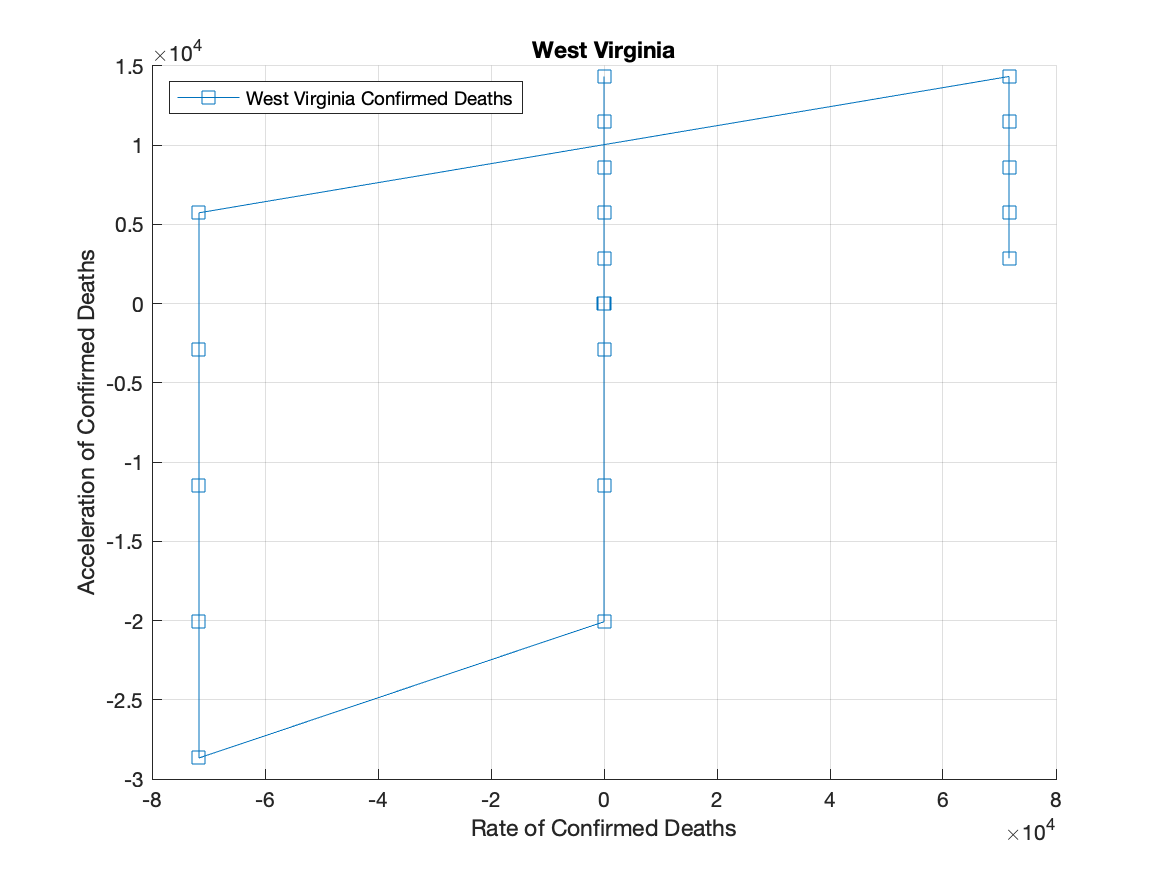 West Virginia
×10⁴
1.5
1
0.5
0
-0.5
-1
-1.5
-2
-2.5
-3
West Virginia Confirmed Deaths
Acceleration of Confirmed Deaths
-8 -6 -4 -2 0 2 4 6 8
Rate of Confirmed Deaths
×10⁴